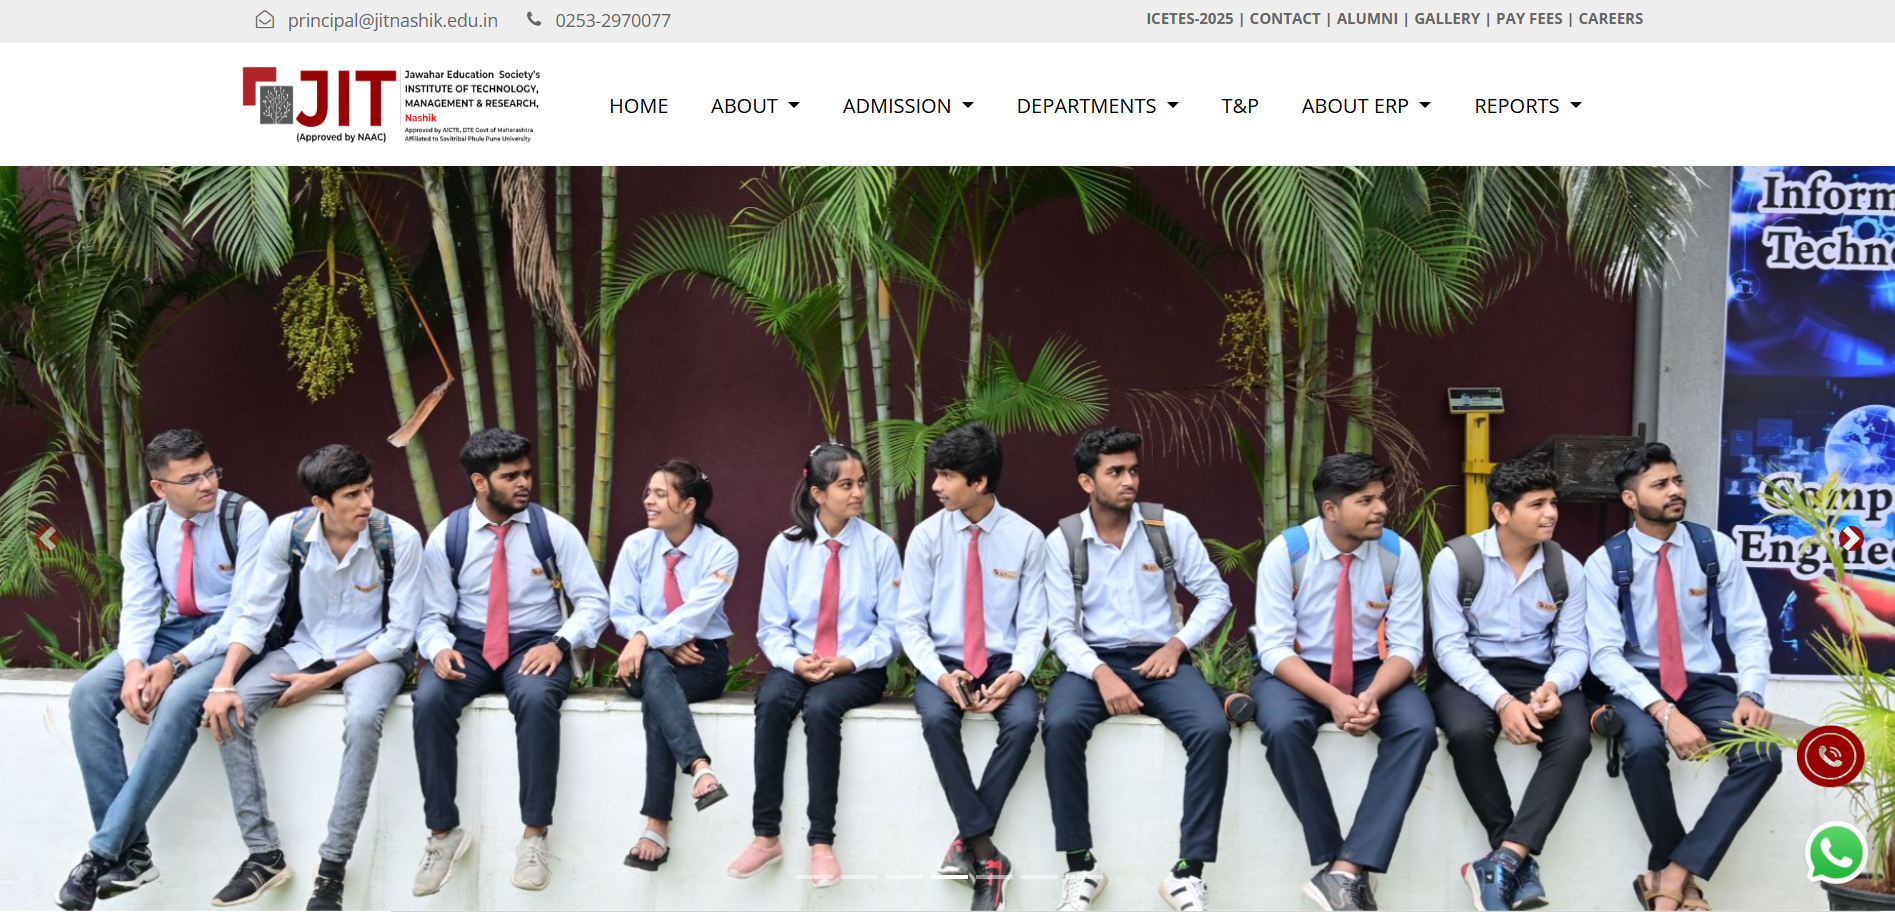 principal@jitnashik.edu.in 0253-2970077
ICETES-2025 | CONTACT | ALUMNI | GALLERY | PAY FEES | CAREERS
JIT
(Approved by NAAC)
Jawahar Education Society's
INSTITUTE OF TECHNOLOGY,
MANAGEMENT & RESEARCH,
Nashik
Approved by AICTE, DTE Govt of Maharashtra
Affiliated to Savitribai Phule Pune University
HOME ABOUT ADMISSION DEPARTMENTS T&P ABOUT ERP REPORTS
Inform
Techn
Comp
Enginee